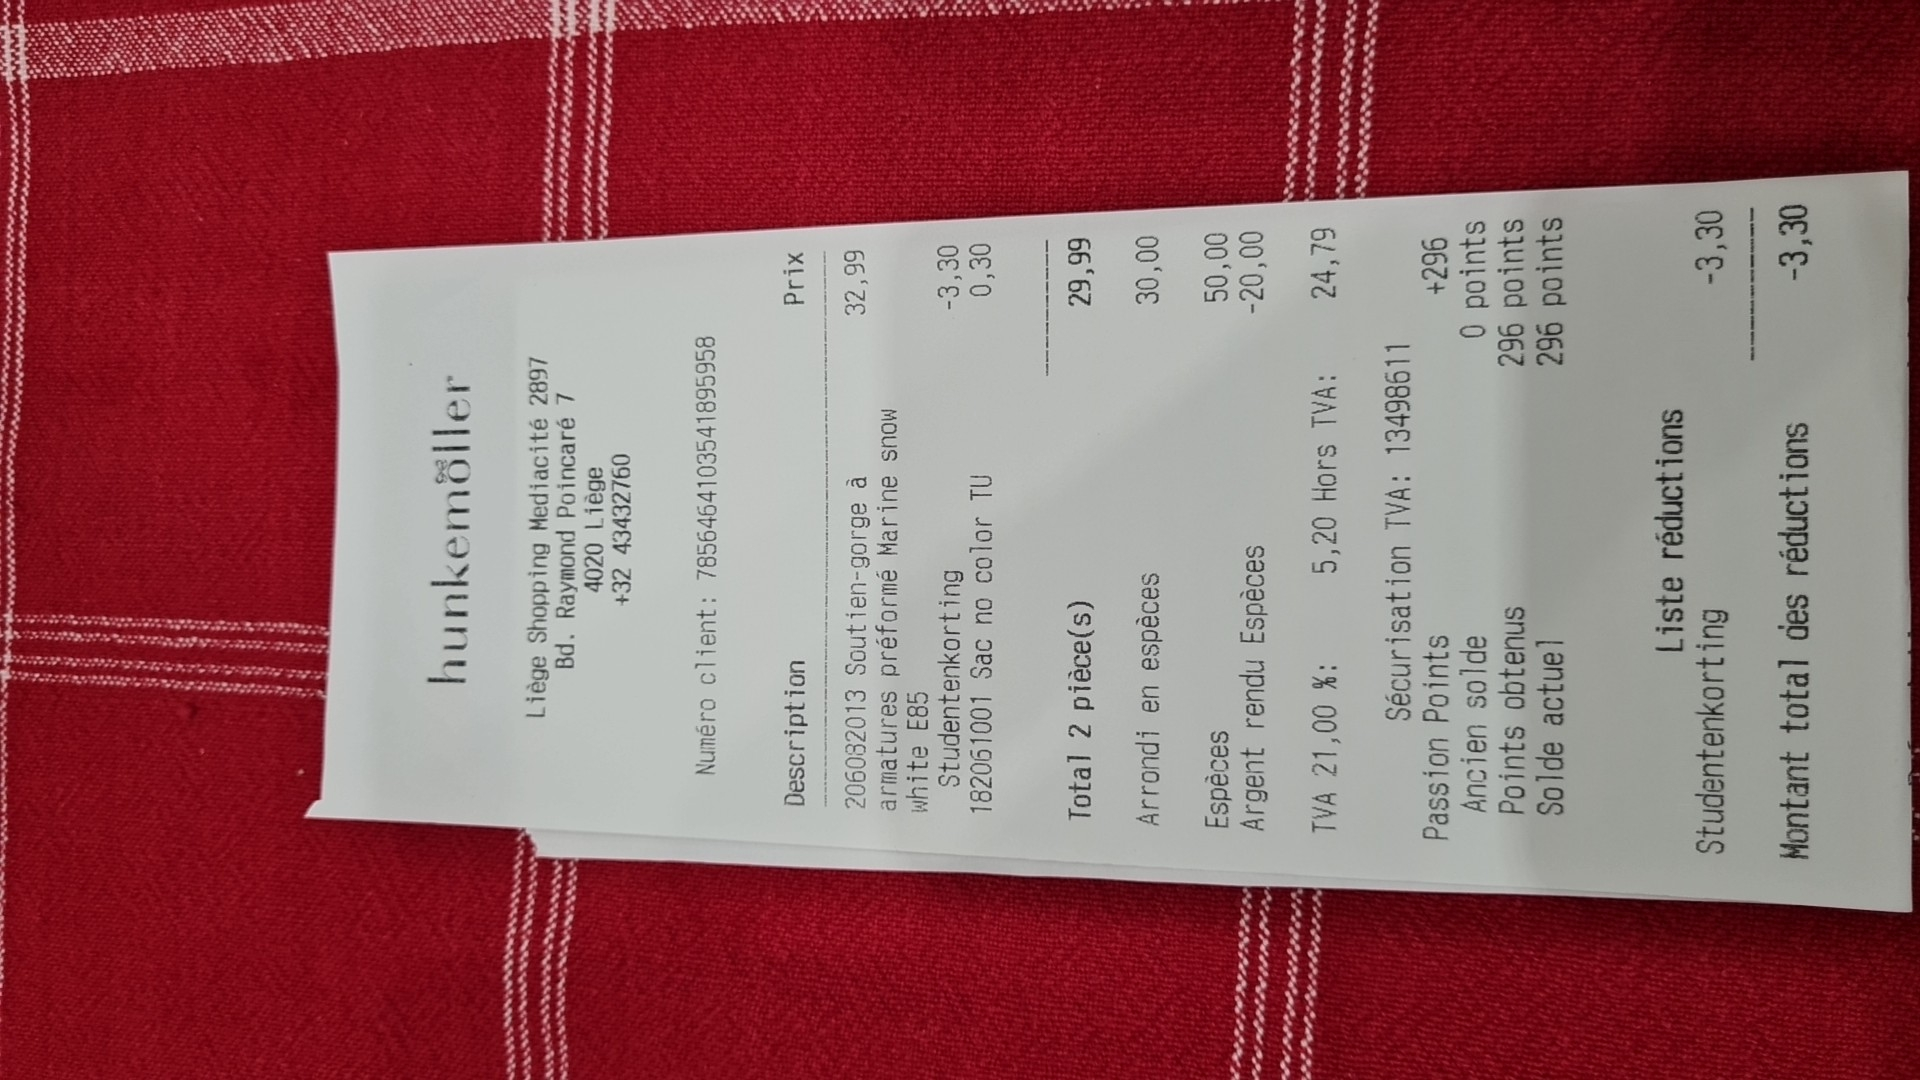 hunkemöller
Liège Shopping Mediacité 2897
Bd. Raymond Poincaré 7
4020 Liège
+32 43432760
Numéro client: 7856464103541895958
Description Prix
206082013 Soutien-gorge à 32,99
armatures préformé Marine snow
white E85
Studentenkorting -3,30
182061001 Sac no color TU 0,30
Total 2 pièce(s) 29,99
Arrondi en espèces 30,00
Espèces 50,00
Argent rendu Espèces -20,00
TVA 21,00 %: 5,20 Hors TVA: 24,79
Sécurisation TVA: 13498611
Passion Points +296
Ancien solde 0 points
Points obtenus 296 points
Solde actuel 296 points
Liste réductions
Studentenkorting -3,30
Montant total des réductions -3,30